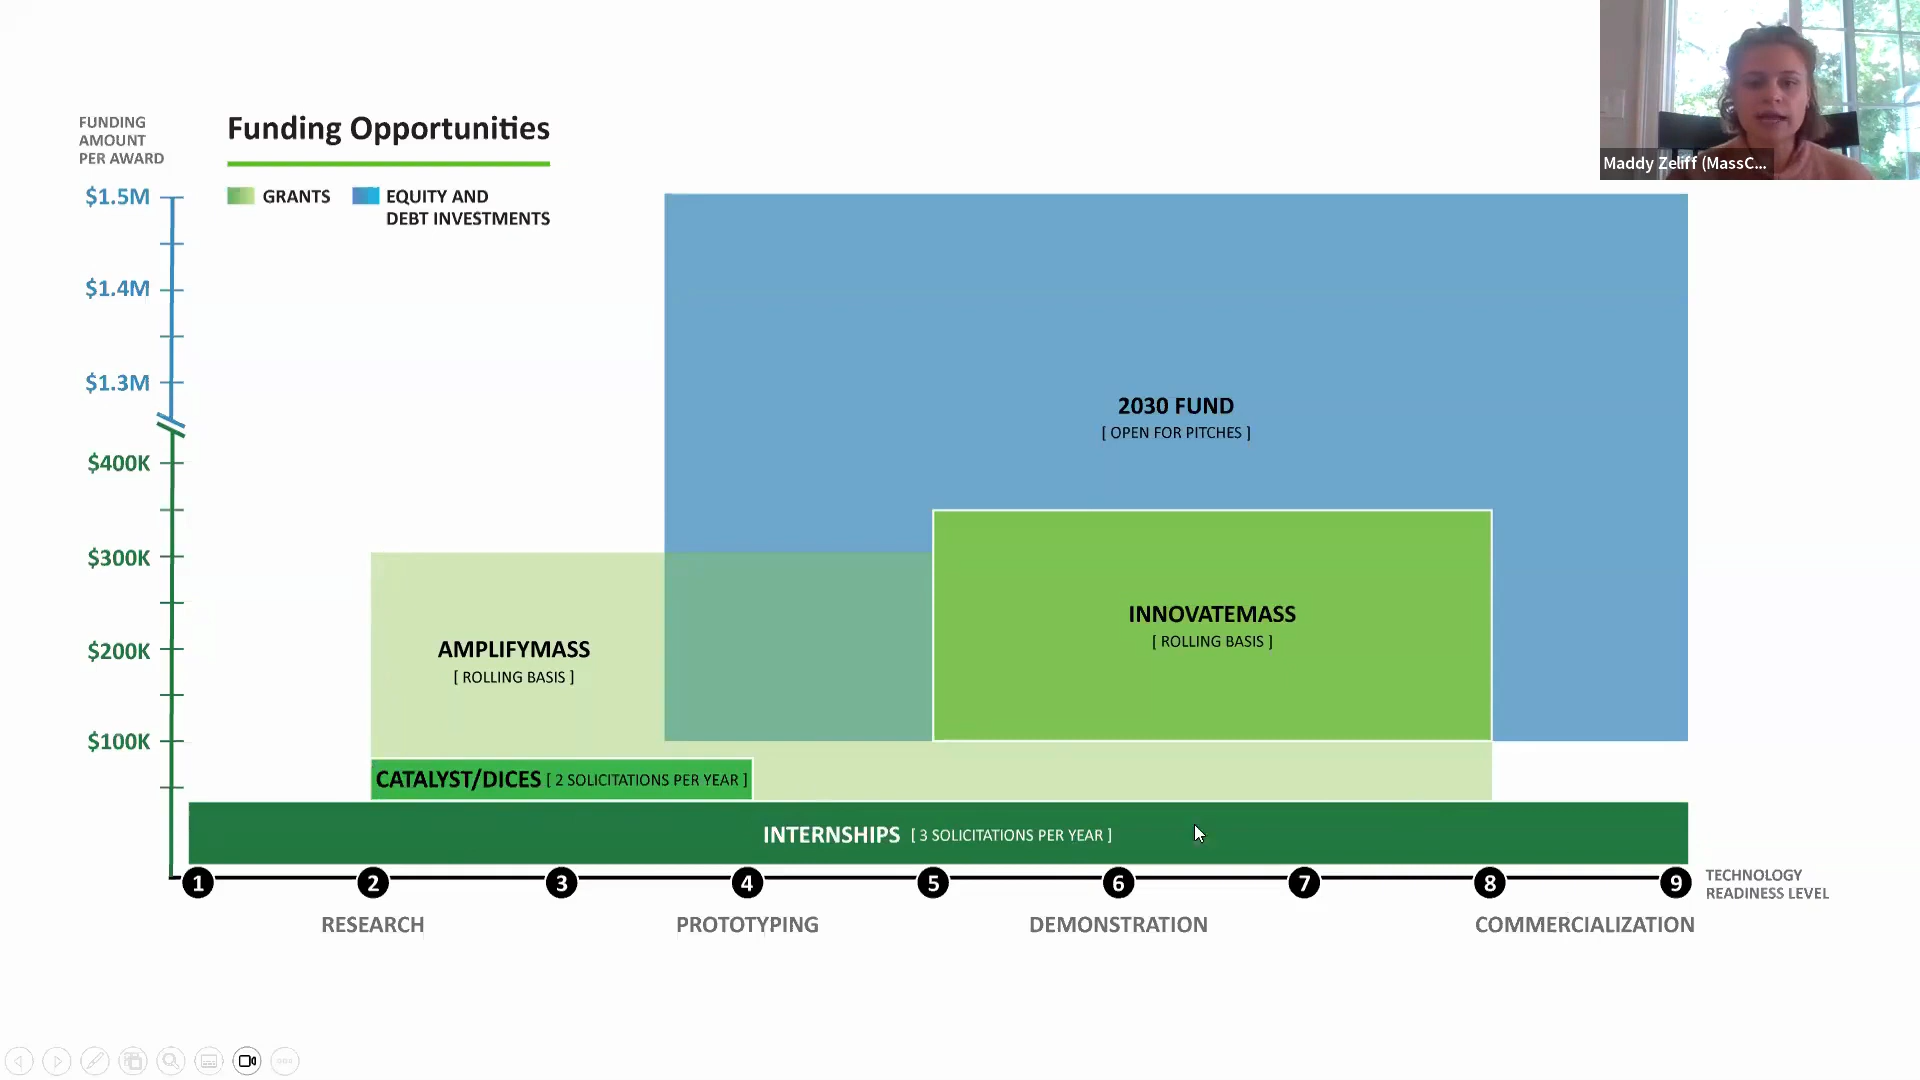 Maddy Zeliff (MassC...
FUNDING
AMOUNT
PER AWARD
Funding Opportunities
GRANTS
EQUITY AND
DEBT INVESTMENTS
$1.5M
$1.4M
$1.3M
$400K
$300K
$200K
$100K
2030 FUND
[ OPEN FOR PITCHES ]
INNOVATEMASS
[ ROLLING BASIS ]
AMPLIFYMASS
[ ROLLING BASIS ]
CATALYST/DICES [ 2 SOLICITATIONS PER YEAR ]
INTERNSHIPS [ 3 SOLICITATIONS PER YEAR ]
1 2 3 4 5 6 7 8 9
TECHNOLOGY
READINESS LEVEL
RESEARCH PROTOTYPING DEMONSTRATION COMMERCIALIZATION